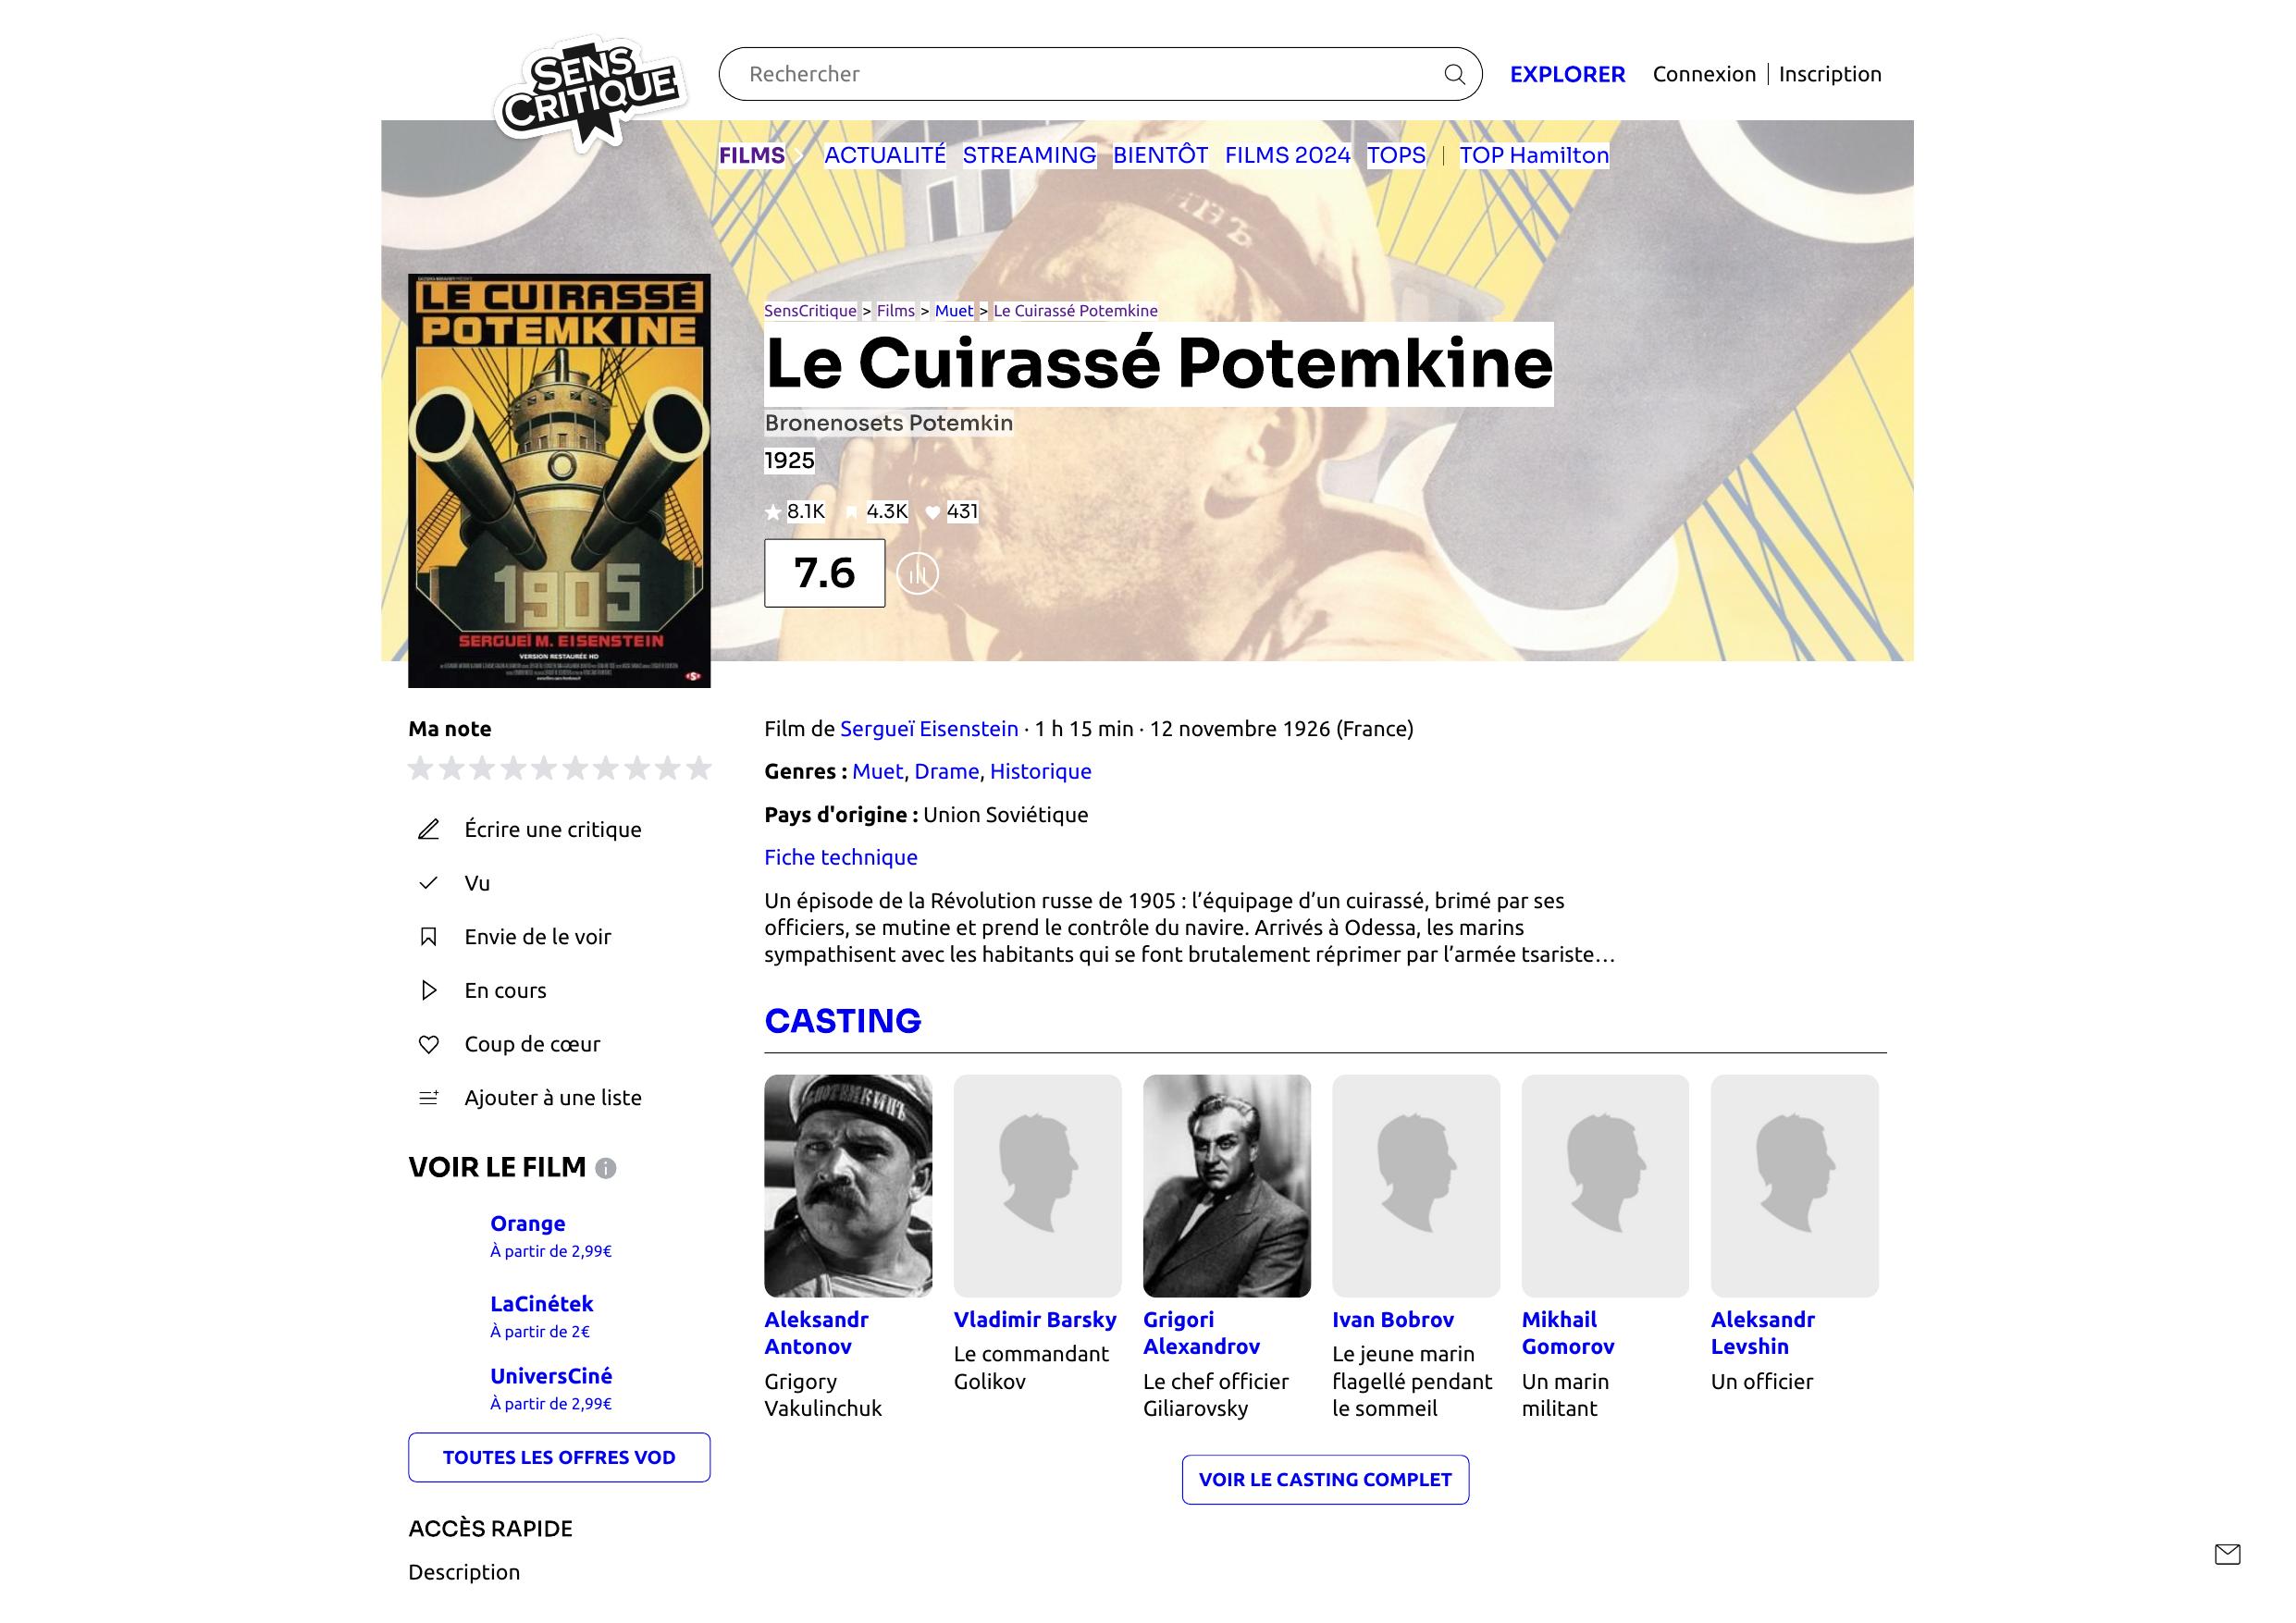 SENS
CRITIQUE
Rechercher
EXPLORER
Connexion
Inscription
FILMS
ACTUALITÉ
STREAMING
BIENTÔT
FILMS 2024
TOPS
TOP Hamilton
LE CUIRASSÉ
POTEMKINE
1905
SERGUEÏ M. EISENSTEIN
VERSION RESTAURÉE HD
SensCritique > Films > Muet > Le Cuirassé Potemkine
Le Cuirassé Potemkine
Bronenosets Potemkin
1925
8.1K
4.3K
431
7.6
Ma note
Écrire une critique
Vu
Envie de le voir
En cours
Coup de cœur
Ajouter à une liste
VOIR LE FILM
Orange
À partir de 2,99€
LaCinétek
À partir de 2€
UniversCiné
À partir de 2,99€
TOUTES LES OFFRES VOD
ACCÈS RAPIDE
Description
Film de Sergueï Eisenstein · 1 h 15 min · 12 novembre 1926 (France)
Genres : Muet, Drame, Historique
Pays d'origine : Union Soviétique
Fiche technique
Un épisode de la Révolution russe de 1905 : l’équipage d’un cuirassé, brimé par ses
officiers, se mutine et prend le contrôle du navire. Arrivés à Odessa, les marins
sympathisent avec les habitants qui se font brutalement réprimer par l’armée tsariste…
CASTING
Aleksandr
Antonov
Grigory
Vakulinchuk
Vladimir Barsky
Le commandant
Golikov
Grigori
Alexandrov
Le chef officier
Giliarovsky
Ivan Bobrov
Le jeune marin
flagellé pendant
le sommeil
Mikhail
Gomorov
Un marin
militant
Aleksandr
Levshin
Un officier
VOIR LE CASTING COMPLET